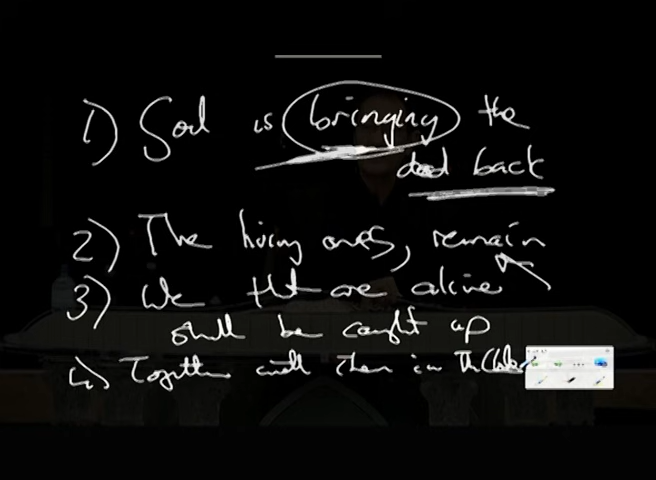 1) God is bringing the
dead back
2) The living ones, remain
3) We tht are alive
shall be caught up
4) Together with them in The